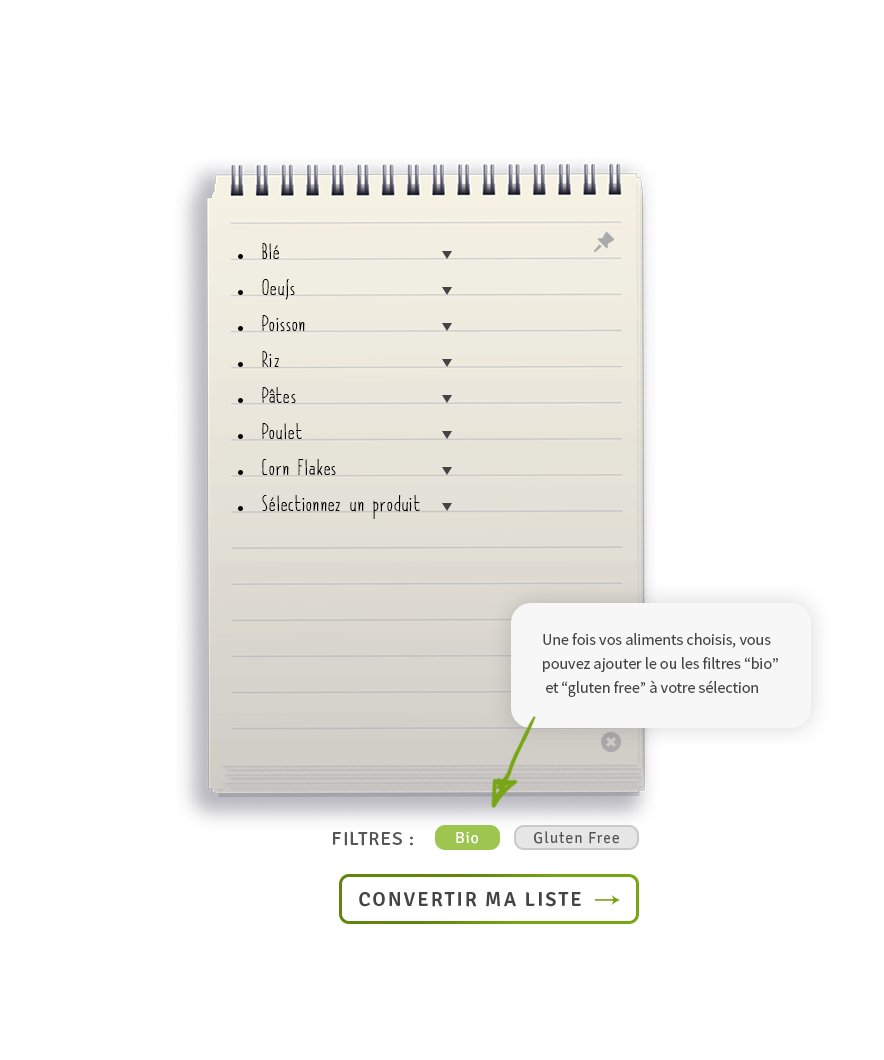 Blé
Oeufs
Poisson
Riz
Pâtes
Poulet
Corn Flakes
Sélectionnez un produit
Une fois vos aliments choisis, vous
pouvez ajouter le ou les filtres “bio”
et “gluten free” à votre sélection
FILTRES : Bio Gluten Free
CONVERTIR MA LISTE →